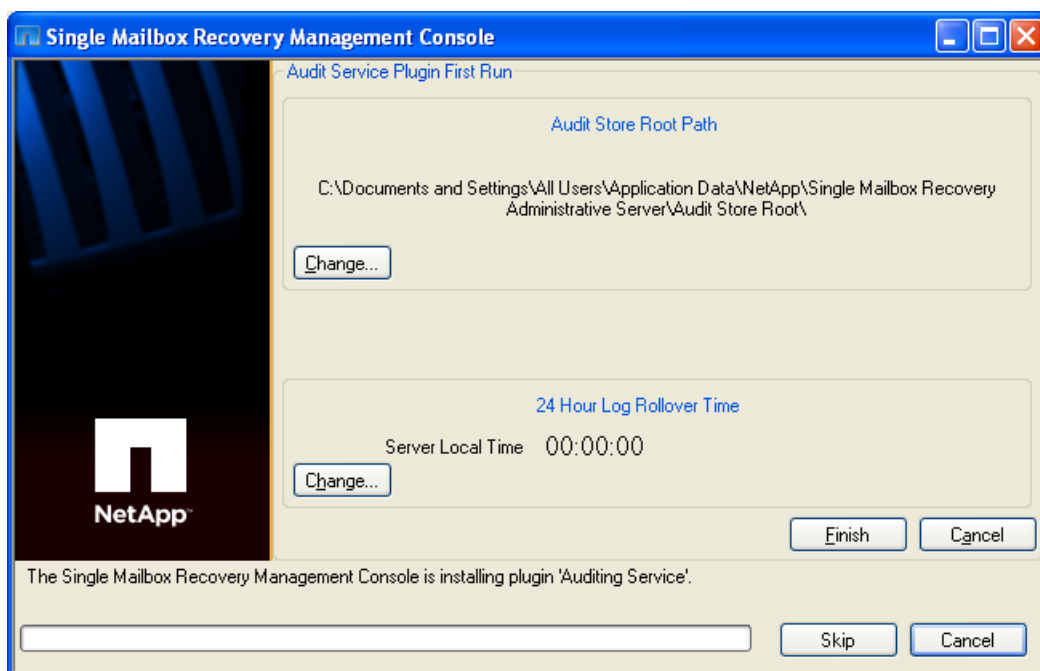 Single Mailbox Recovery Management Console
Audit Service Plugin First Run
Audit Store Root Path
C:\Documents and Settings\All Users\Application Data\NetApp\Single Mailbox Recovery
Administrative Server\Audit Store Root\
Change...
24 Hour Log Rollover Time
Server Local Time 00:00:00
Change...
NetApp™
Finish Cancel
The Single Mailbox Recovery Management Console is installing plugin 'Auditing Service'.
Skip Cancel